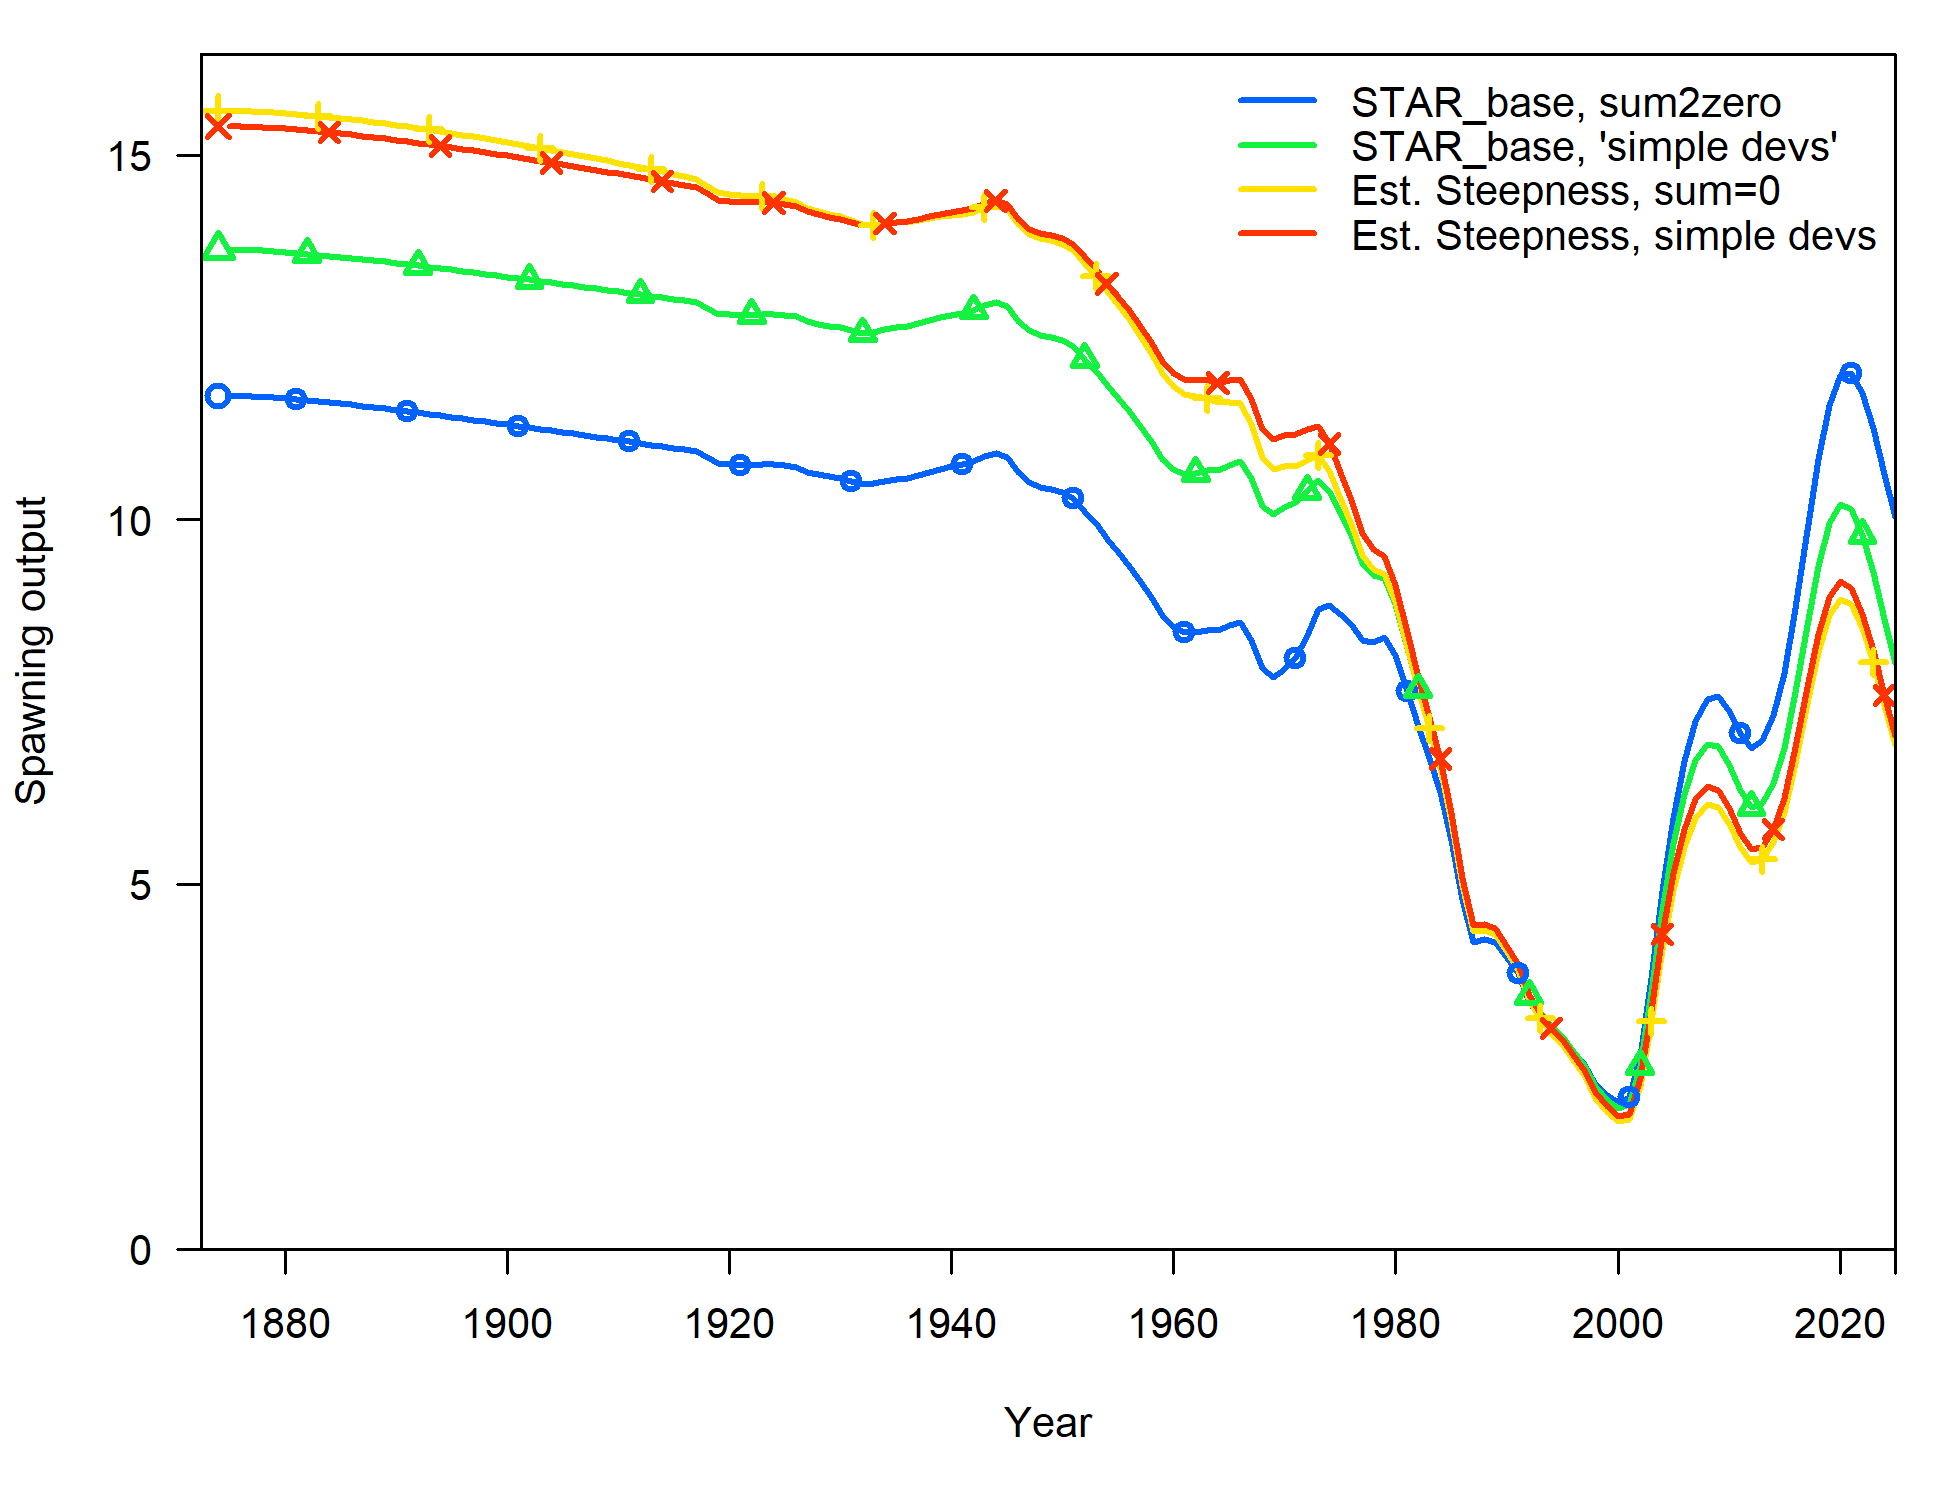 STAR_base, sum2zero
STAR_base, 'simple devs'
Est. Steepness, sum=0
Est. Steepness, simple devs
15
10
5
0
Spawning output
1880 1900 1920 1940 1960 1980 2000 2020
Year